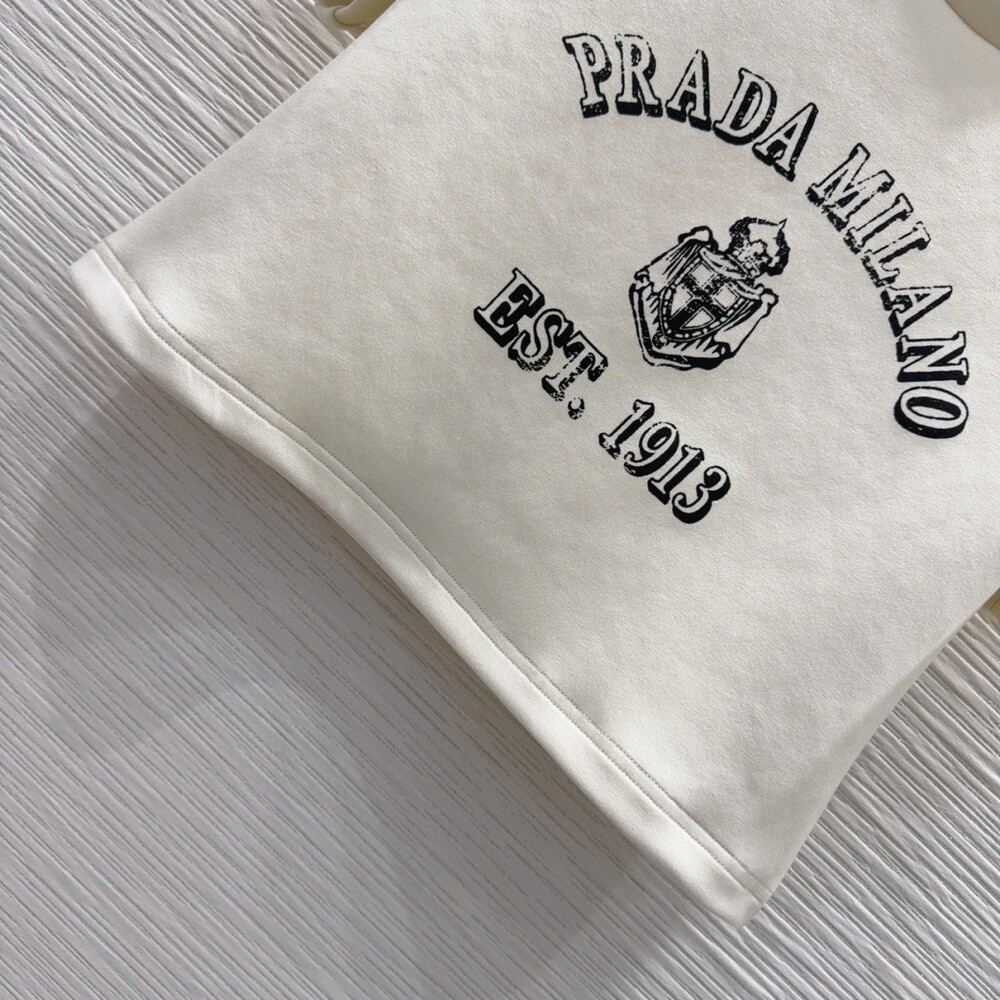 PRADA MILANO
EST. 1913